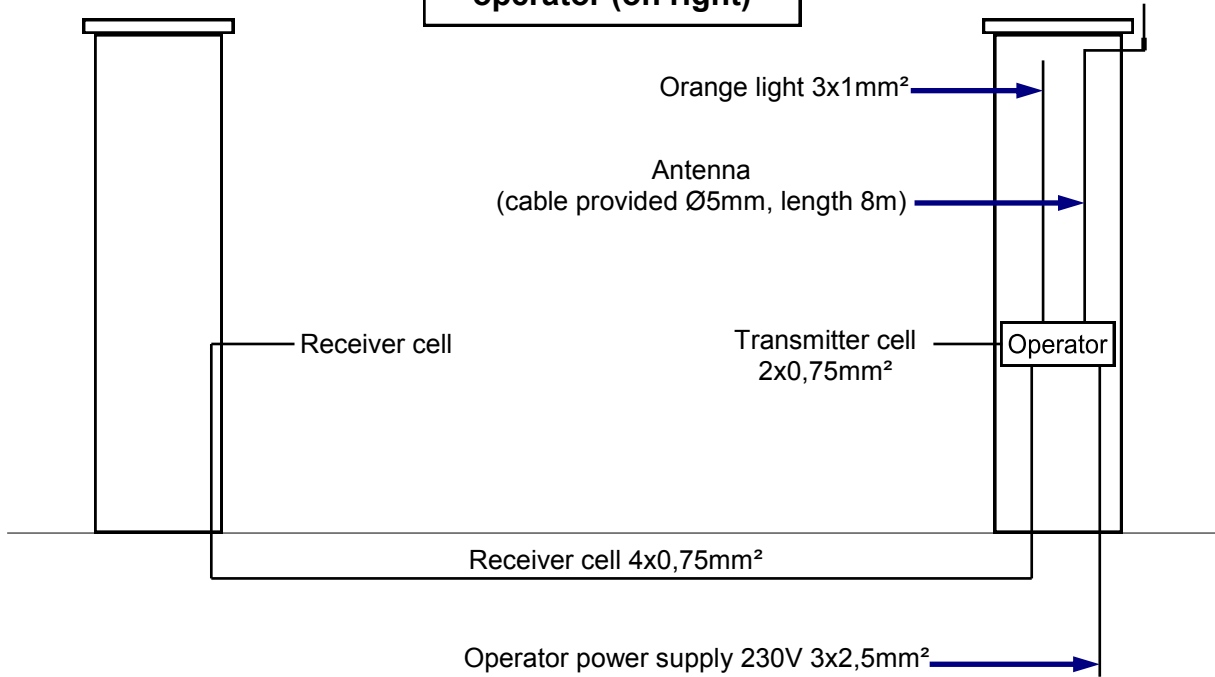 operator (on right)
Orange light 3x1mm²
Antenna
(cable provided Ø5mm, length 8m)
Receiver cell
Transmitter cell
2x0,75mm²
Operator
Receiver cell 4x0,75mm²
Operator power supply 230V 3x2,5mm²